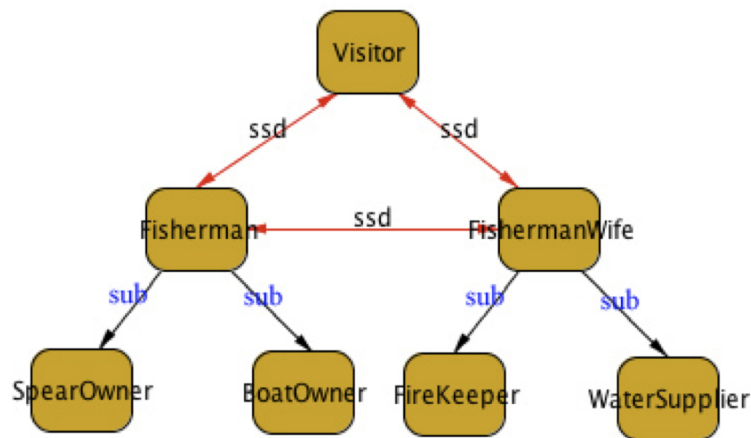 Visitor
ssd
ssd
Fisherman
ssd
FishermanWife
sub
sub
sub
sub
SpearOwner
BoatOwner
FireKeeper
WaterSupplier